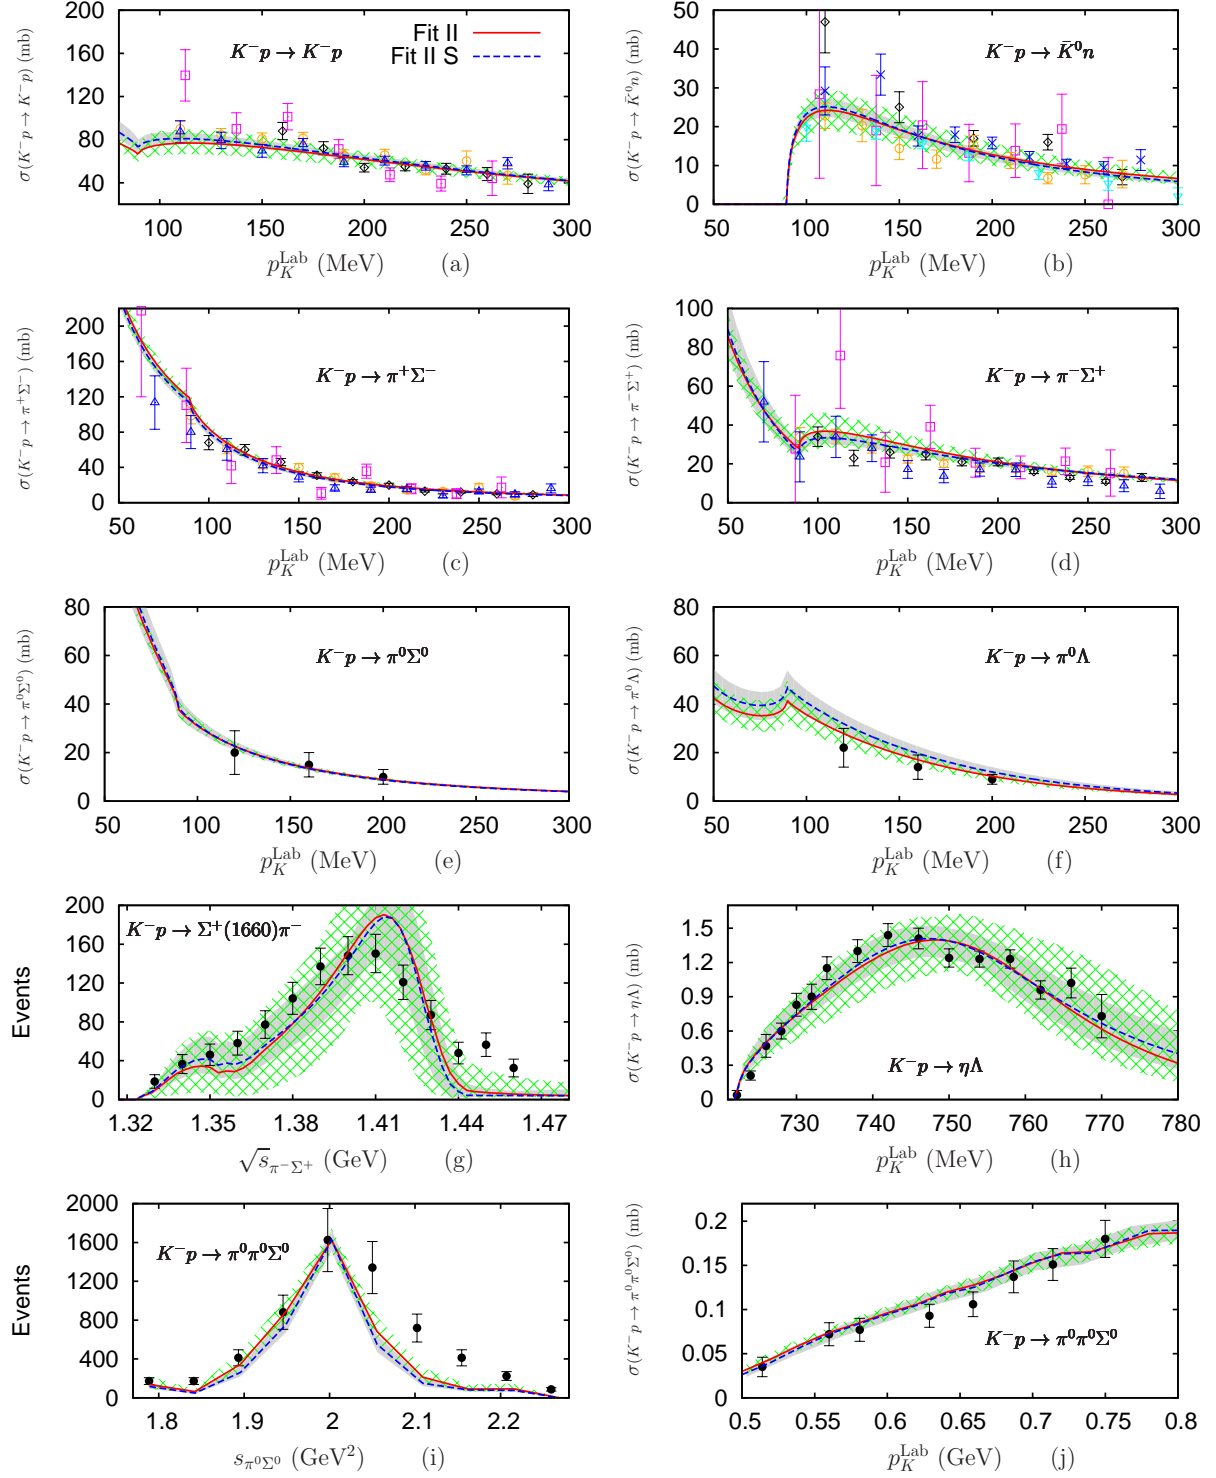 σ(K⁻p → K⁻p) (mb)
200
160
120
80
40
K⁻p → K⁻p
Fit II
Fit II S
100 150 200 250 300
p_K^Lab (MeV) (a)
σ(K⁻p → K̄⁰n) (mb)
50
40
30
20
10
0
K⁻p → K̄⁰n
50 100 150 200 250 300
p_K^Lab (MeV) (b)
σ(K⁻p → π⁺Σ⁻) (mb)
200
160
120
80
40
0
K⁻p → π⁺Σ⁻
50 100 150 200 250 300
p_K^Lab (MeV) (c)
σ(K⁻p → π⁻Σ⁺) (mb)
100
80
60
40
20
0
K⁻p → π⁻Σ⁺
50 100 150 200 250 300
p_K^Lab (MeV) (d)
σ(K⁻p → π⁰Σ⁰) (mb)
80
60
40
20
0
K⁻p → π⁰Σ⁰
50 100 150 200 250 300
p_K^Lab (MeV) (e)
σ(K⁻p → π⁰Λ) (mb)
80
60
40
20
0
K⁻p → π⁰Λ
50 100 150 200 250 300
p_K^Lab (MeV) (f)
Events
200
160
120
80
40
0
K⁻p → Σ⁺(1660)π⁻
1.32 1.35 1.38 1.41 1.44 1.47
√s_π⁻Σ⁺ (GeV) (g)
σ(K⁻p → ηΛ) (mb)
1.5
1.2
0.9
0.6
0.3
0
K⁻p → ηΛ
730 740 750 760 770 780
p_K^Lab (MeV) (h)
Events
2000
1600
1200
800
400
0
K⁻p → π⁰π⁰Σ⁰
1.8 1.9 2 2.1 2.2
s_π⁰Σ⁰ (GeV²) (i)
σ(K⁻p → π⁰π⁰Σ⁰) (mb)
0.2
0.15
0.1
0.05
0
K⁻p → π⁰π⁰Σ⁰
0.5 0.55 0.6 0.65 0.7 0.75 0.8
p_K^Lab (GeV) (j)